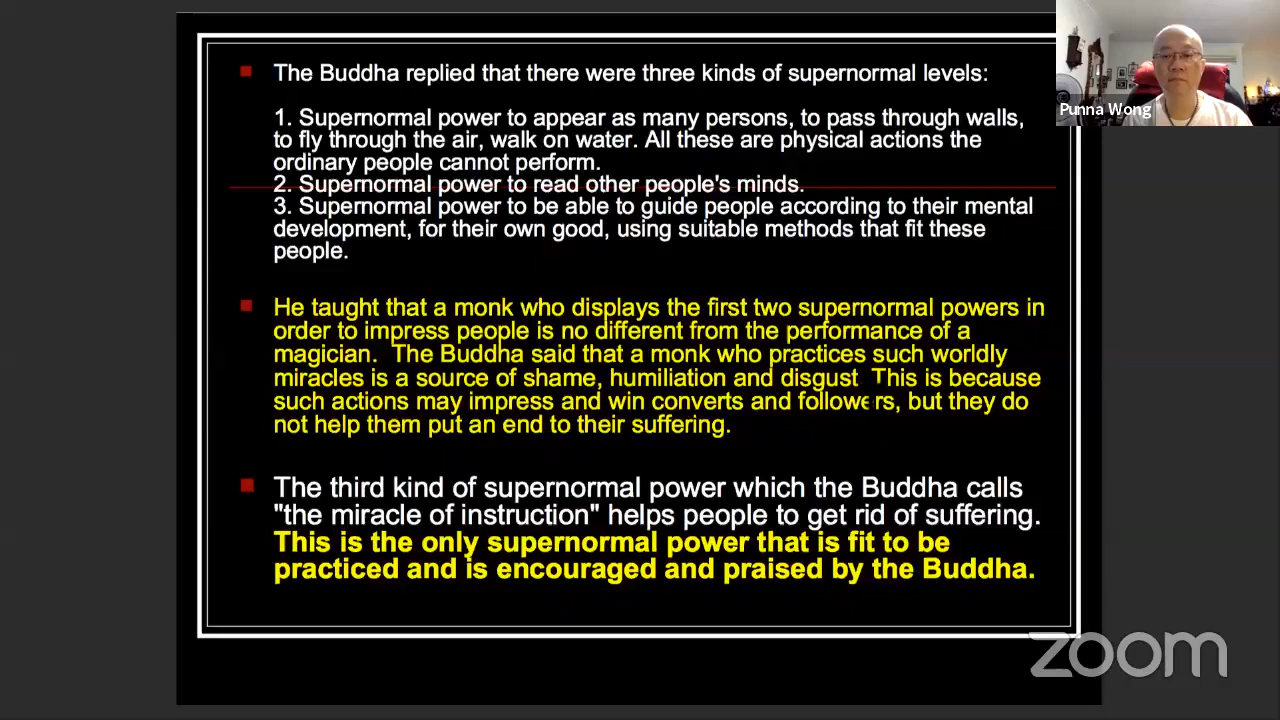 The Buddha replied that there were three kinds of supernormal levels:
1. Supernormal power to appear as many persons, to pass through walls,
to fly through the air, walk on water. All these are physical actions the
ordinary people cannot perform.
2. Supernormal power to read other people's minds.
3. Supernormal power to be able to guide people according to their mental
development, for their own good, using suitable methods that fit these
people.
He taught that a monk who displays the first two supernormal powers in
order to impress people is no different from the performance of a
magician. The Buddha said that a monk who practices such worldly
miracles is a source of shame, humiliation and disgust This is because
such actions may impress and win converts and followers, but they do
not help them put an end to their suffering.
The third kind of supernormal power which the Buddha calls
"the miracle of instruction" helps people to get rid of suffering.
This is the only supernormal power that is fit to be
practiced and is encouraged and praised by the Buddha.
Punna Wong
zoom